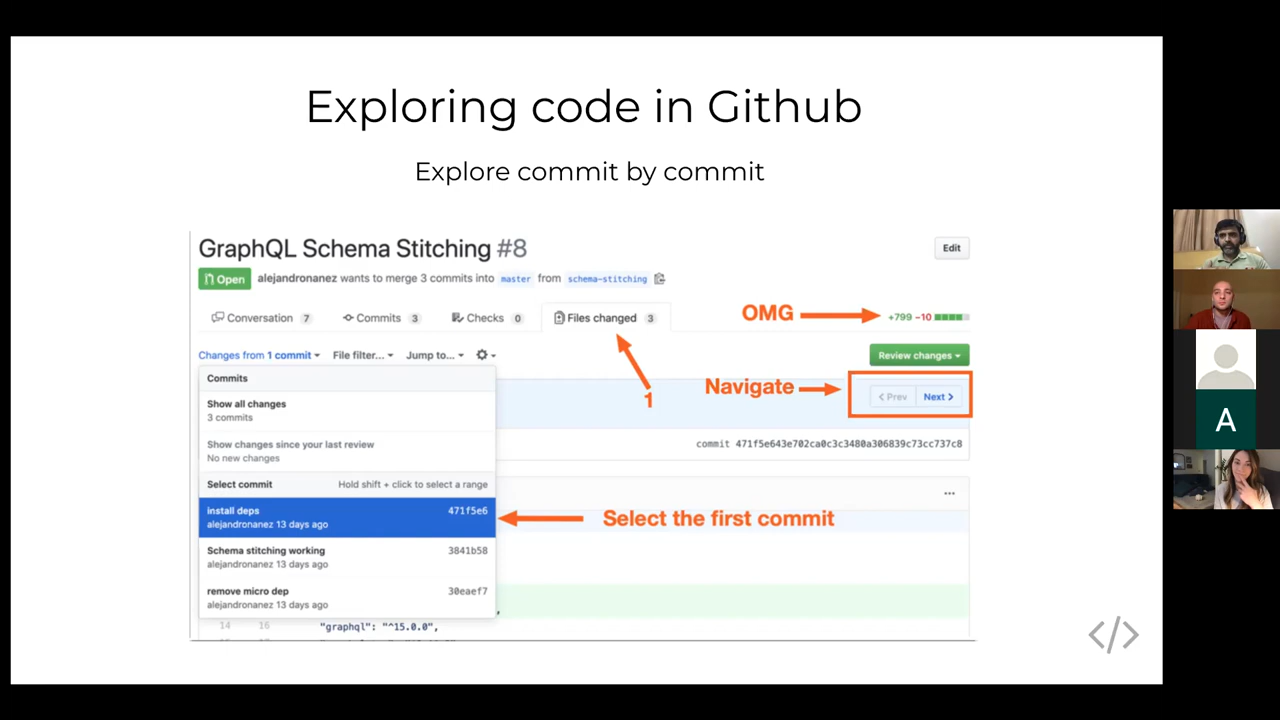 Exploring code in Github
Explore commit by commit
GraphQL Schema Stitching #8
Edit
Open alejandronanez wants to merge 3 commits into master from schema-stitching
Conversation 7 Commits 3 Checks 0 Files changed 3
OMG
+799 −10
Changes from 1 commit File filter... Jump to...
Review changes
Commits
Show all changes
3 commits
1
Navigate
Prev Next
Show changes since your last review
No new changes
commit 471f5e643e702ca0c3c3480a306839c73cc737c8
Select commit Hold shift + click to select a range
install deps 471f5e6
alejandronanez 13 days ago
Select the first commit
Schema stitching working 3841b58
alejandronanez 13 days ago
remove micro dep 30eaef7
alejandronanez 13 days ago
14 16 "graphql": "^15.0.0",
</>
A